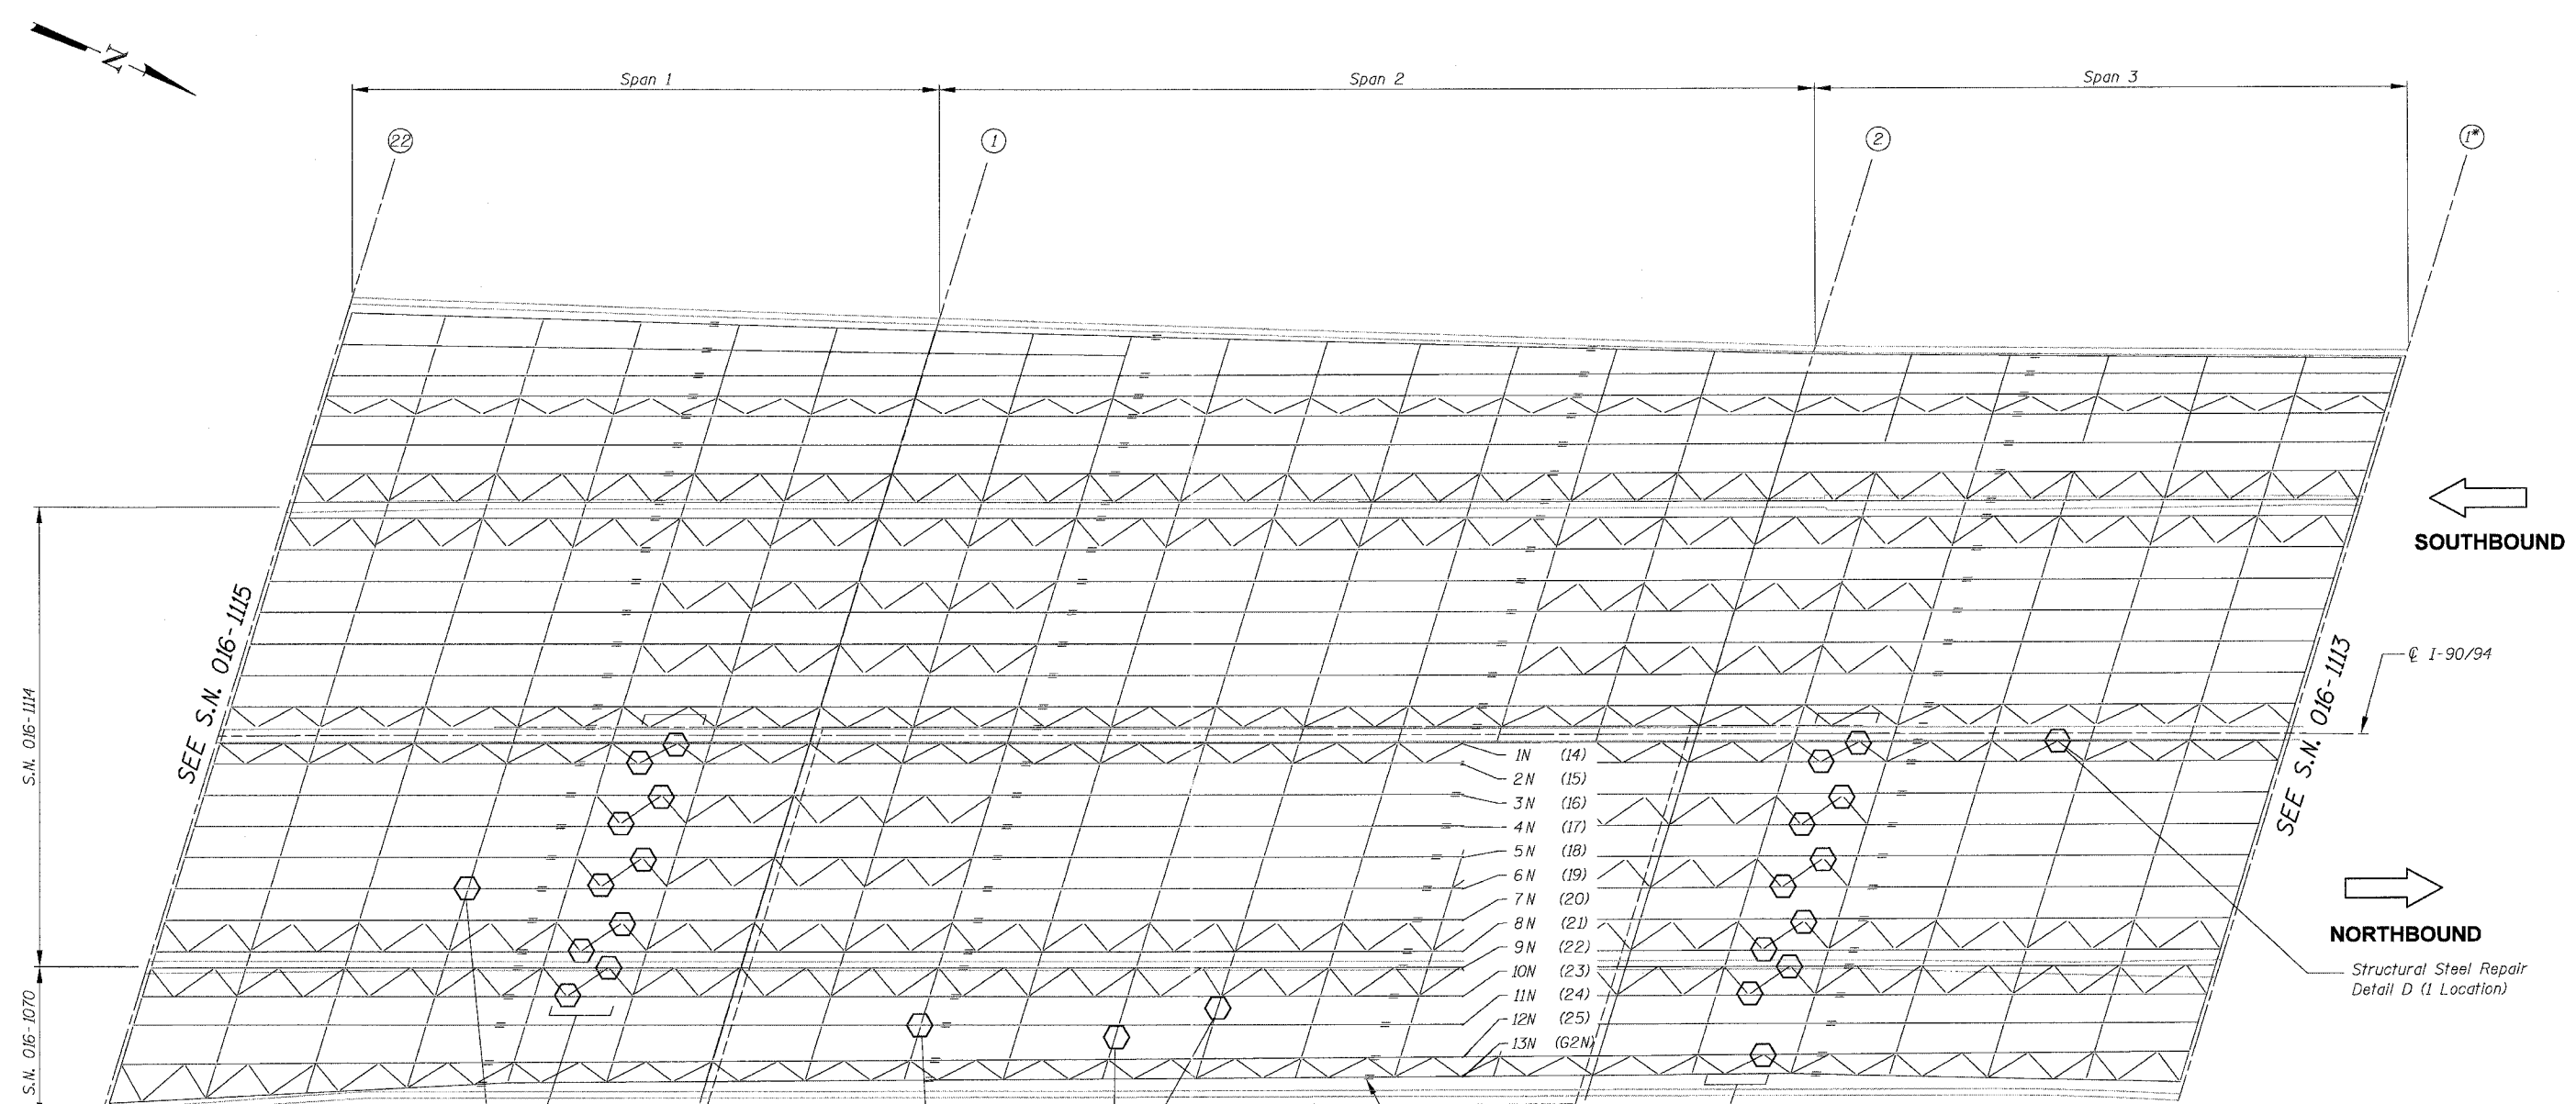 N
Span 1
Span 2
Span 3
22
1
2
1*
SOUTHBOUND
SEE S.N. 016-1115
S.N. 016-1114
SEE S.N. 016-1113
℄ I-90/94
1N (14)
2N (15)
3N (16)
4N (17)
5N (18)
6N (19)
7N (20)
8N (21)
9N (22)
10N (23)
11N (24)
12N (25)
13N (G2N)
NORTHBOUND
Structural Steel Repair
Detail D (1 Location)
S.N. 016-1070